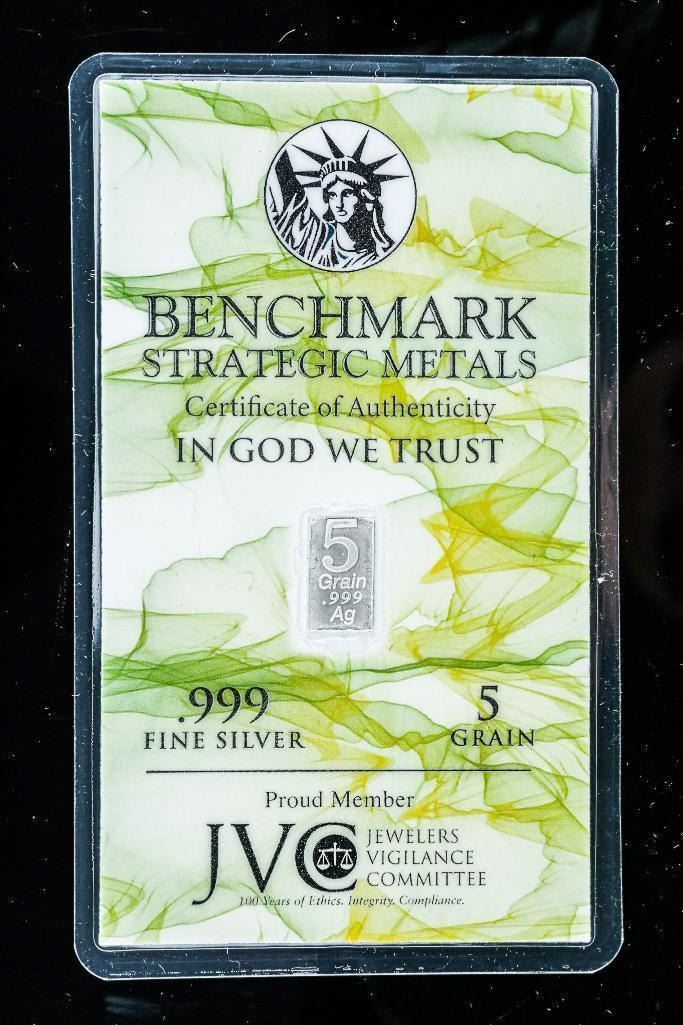 BENCHMARK
STRATEGIC METALS
Certificate of Authenticity
IN GOD WE TRUST
5
Grain
.999
Ag
.999
FINE SILVER
5
GRAIN
Proud Member
JVC
JEWELERS
VIGILANCE
COMMITTEE
100 Years of Ethics. Integrity. Compliance.